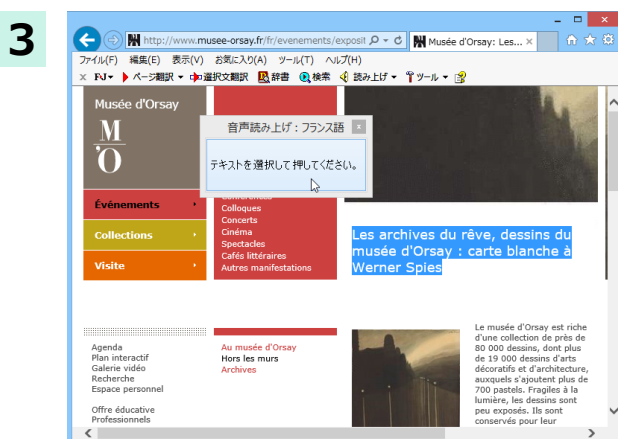 3
http://www.musee-orsay.fr/fr/evenements/exposit
Musée d'Orsay: Les...
ファイル(F) 編集(E) 表示(V) お気に入り(A) ツール(T) ヘルプ(H)
ページ翻訳 選択文翻訳 辞書 検索 読み上げ ツール
Musée d'Orsay
M
O
音声読み上げ : フランス語
テキストを選択して押してください。
Événements
Conférences
Colloques
Concerts
Cinéma
Spectacles
Cafés littéraires
Autres manifestations
Collections
Visite
Les archives du rêve, dessins du
musée d'Orsay : carte blanche à
Werner Spies
Agenda
Plan interactif
Galerie vidéo
Recherche
Espace personnel
Offre éducative
Professionnels
Au musée d'Orsay
Hors les murs
Archives
Le musée d'Orsay est riche
d'une collection de près de
80 000 dessins, dont plus
de 19 000 dessins d'arts
décoratifs et d'architecture,
auxquels s'ajoutent plus de
700 pastels. Fragiles à la
lumière, les dessins sont
peu exposés. Ils sont
conservés pour leur